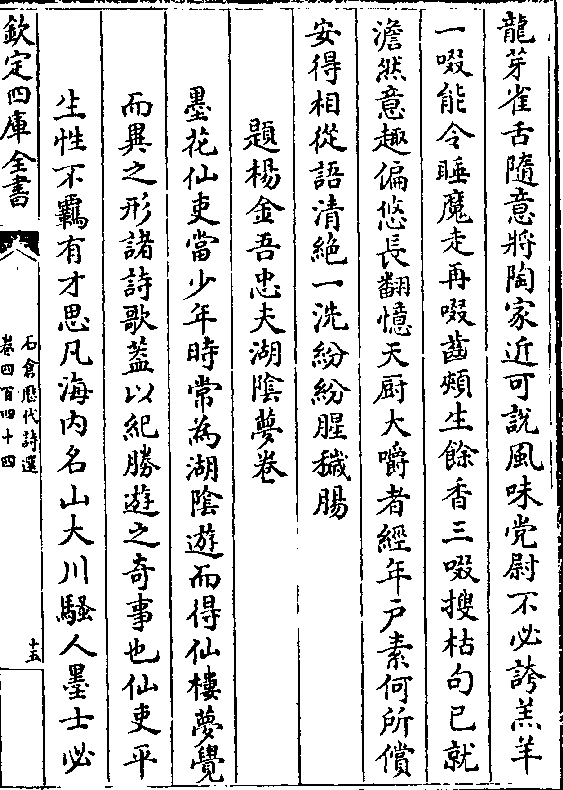 龍芽雀舌隨意將陶家近可說風味党尉不必誇羔羊
一啜能令睡魔走再啜齒頰生餘香三啜搜枯句已就
澹然意趣偏悠長翻憶天厨大嚼者經年尸素何所償
安得相從語清絶一洗紛紛腥穢腸
題楊金吾忠夫湖陰夢卷
墨花仙吏當少年時常為湖陰遊而得仙樓夢覺
而異之形諸詩歌葢以紀勝遊之奇事也仙吏平
生性不羈有才思凡海内名山大川騷人墨士必
欽定四庫全書
石倉歴代詩選
卷四百四十四
十五